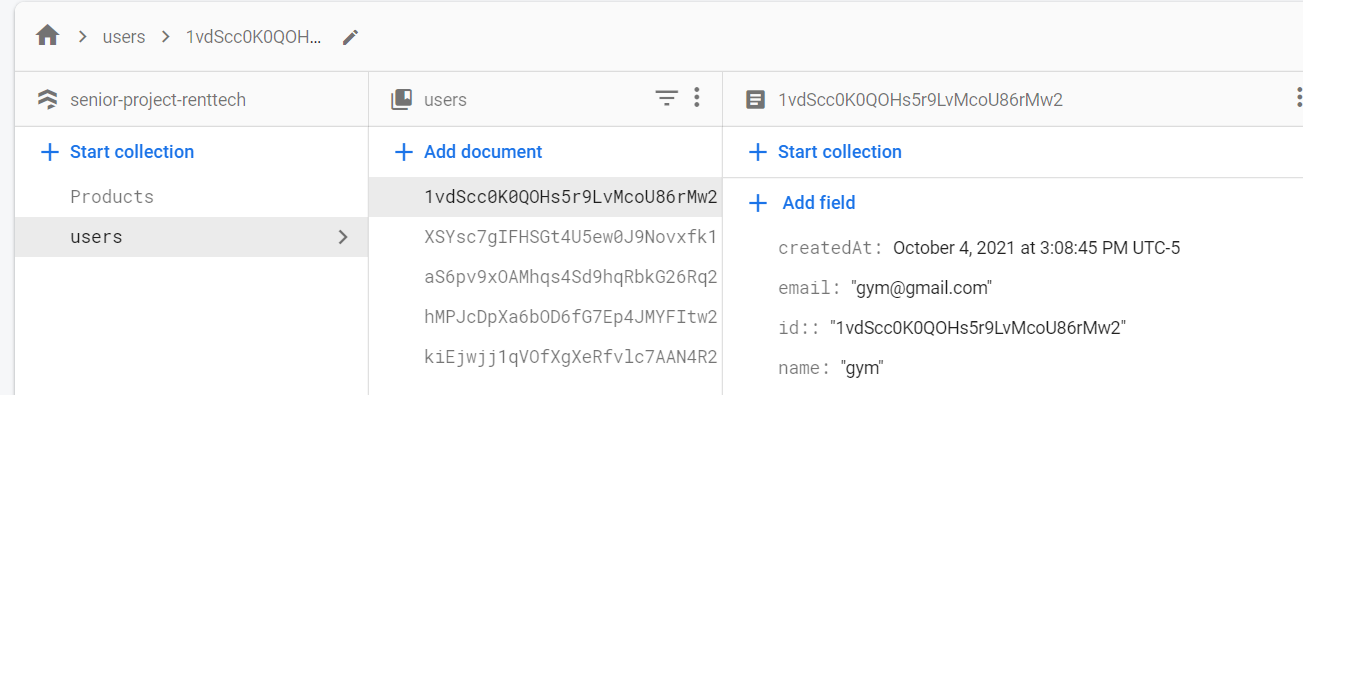 users
1vdScc0K0QOH...
senior-project-renttech
users
1vdScc0K0QOHs5r9LvMcoU86rMw2
Start collection
Products
users
Add document
1vdScc0K0QOHs5r9LvMcoU86rMw2
XSYsc7gIFHSGt4U5ew0J9Novxfk1
aS6pv9xOAMhqs4Sd9hqRbkG26Rq2
hMPJcDpXa6bOD6fG7Ep4JMYFItw2
kiEjwjj1qVOfXgXeRfvlc7AAN4R2
Start collection
Add field
createdAt: October 4, 2021 at 3:08:45 PM UTC-5
email: "gym@gmail.com"
id:: "1vdScc0K0QOHs5r9LvMcoU86rMw2"
name: "gym"